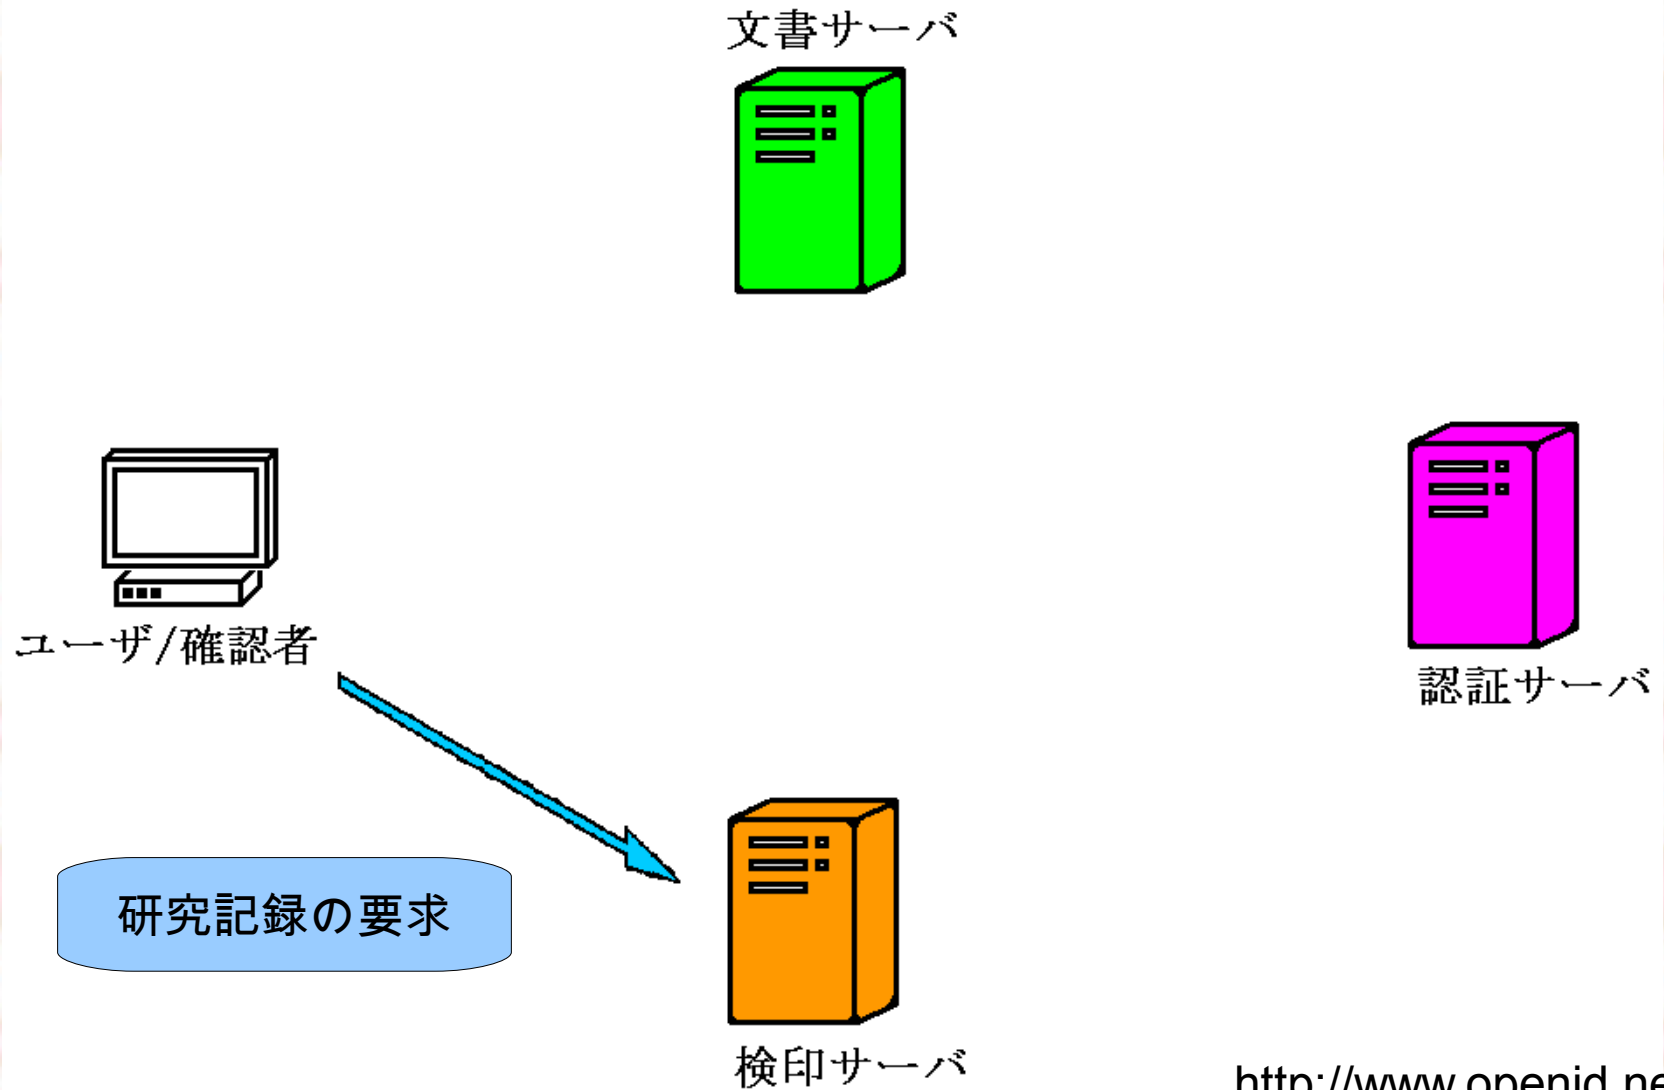 文書サーバ
ユーザ/確認者
認証サーバ
研究記録の要求
検印サーバ
http://www.openid.ne